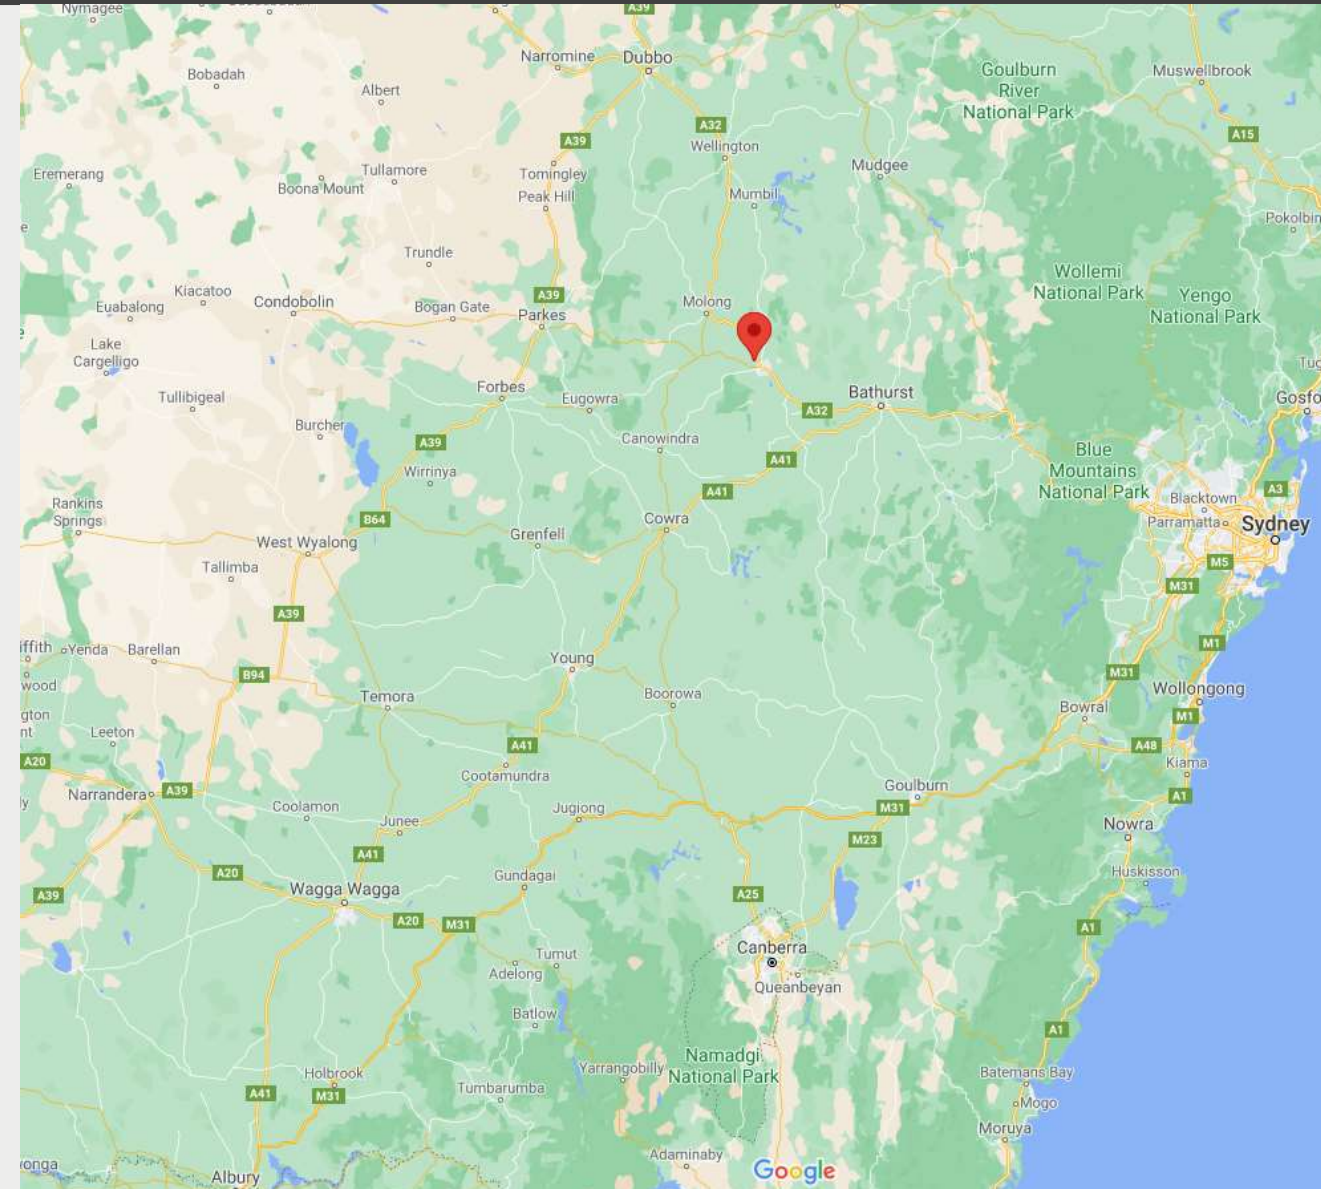 Nymagee
A39
Narromine
Dubbo
Bobadah
Albert
Goulburn
River
National Park
Muswellbrook
A32
A15
A39
Wellington
Eremerang
Tullamore
Boona Mount
Tomingley
Peak Hill
Mumbil
Mudgee
Pokolbin
Trundle
Wollemi
National Park
Yengo
National Park
Kiacatoo
Euabalong
Condobolin
Bogan Gate
A39
Parkes
Molong
Lake
Cargelligo
Tullibigeal
Forbes
Eugowra
Bathurst
A32
Burcher
A39
Canowindra
Wirrinya
A41
A41
Blue
Mountains
National Park
A3
Blacktown
Parramatta
Sydney
Rankins
Springs
B64
Cowra
Grenfell
West Wyalong
Tallimba
M5
M31
A39
M1
Yenda
Barellan
B94
Young
M31
Temora
Boorowa
Wollongong
Bowral
M1
Leeton
A20
A41
A48
Cootamundra
Kiama
Narrandera
A39
Coolamon
Junee
Jugiong
Goulburn
M31
A1
M23
Nowra
A41
A20
Wagga Wagga
Gundagai
A25
Huskisson
A39
A20
M31
A1
Canberra
Queanbeyan
Tumut
Adelong
Batlow
A1
Namadgi
National Park
Yarrangobilly
Holbrook
A41
M31
Tumbarumba
Batemans Bay
Mogo
Moruya
Adaminaby
Albury
Google